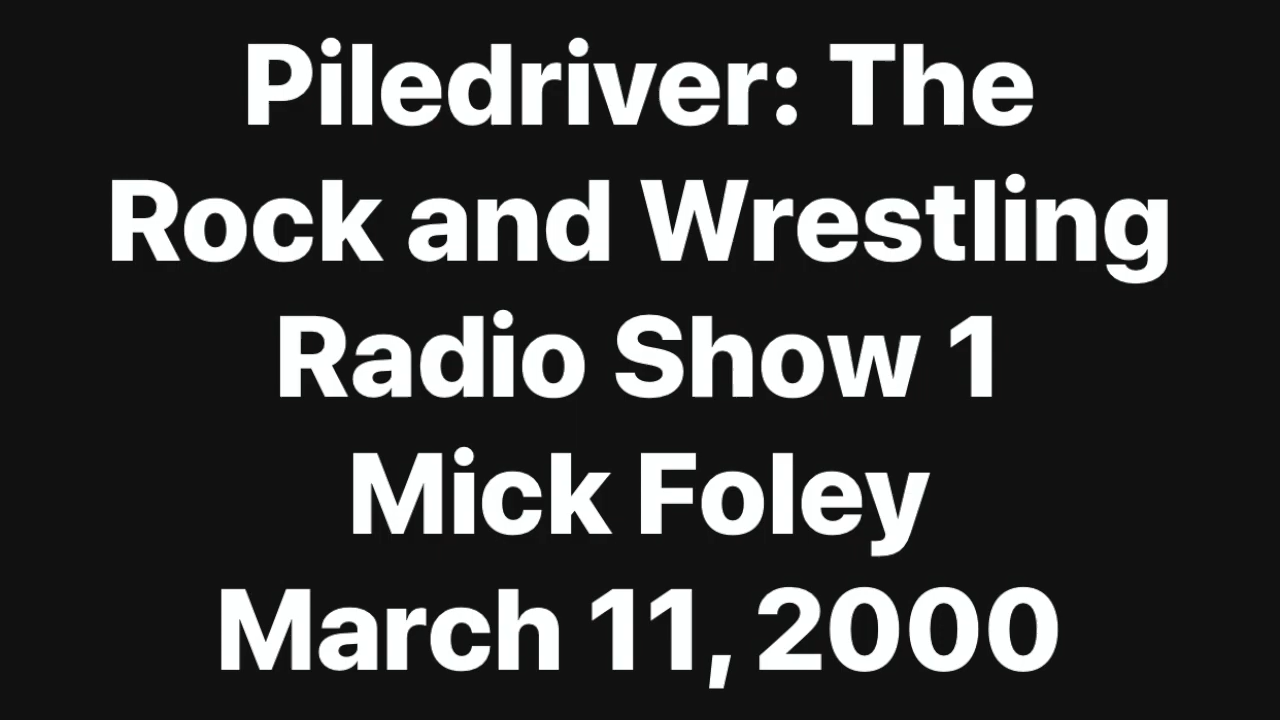 Piledriver: The
Rock and Wrestling
Radio Show 1
Mick Foley
March 11, 2000